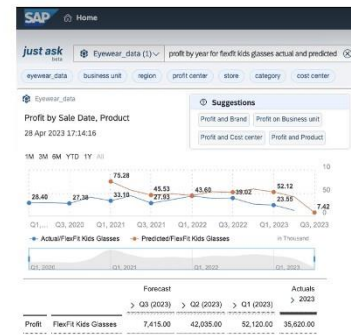 SAP Home
just ask
beta
Eyewear_data (1) profit by year for flexfit kids glasses actual and predicted
eyewear_data business unit region profit center store category cost center
Eyewear_data
Profit by Sale Date, Product
28 Apr 2023 17:14:16
Suggestions
Profit and Brand Profit on Business unit
Profit and Cost center Profit and Product
1M 3M 6M YTD 1Y All
10
50
75.28
28.40 27.39 33.19 45.53 27.93 43.60 39.02 52.12 23.55 7.42
Q1, Q3, 2020 Q1, 2021 Q3, 2021 Q1, 2022 Q3, 2022 Q1, 2023 Q3, 2023
Actual/FlexFit Kids Glasses Predicted/FlexFit Kids Glasses in Thousand
Q1, 2020 Q1, 2021 Q1, 2022 Q1, 2023
Forecast Actuals
> Q3 (2023) > Q2 (2023) > Q1 (2023) > 2023
Profit FlexFit Kids Glasses 7,415.00 42,035.00 52,120.00 35,620.00